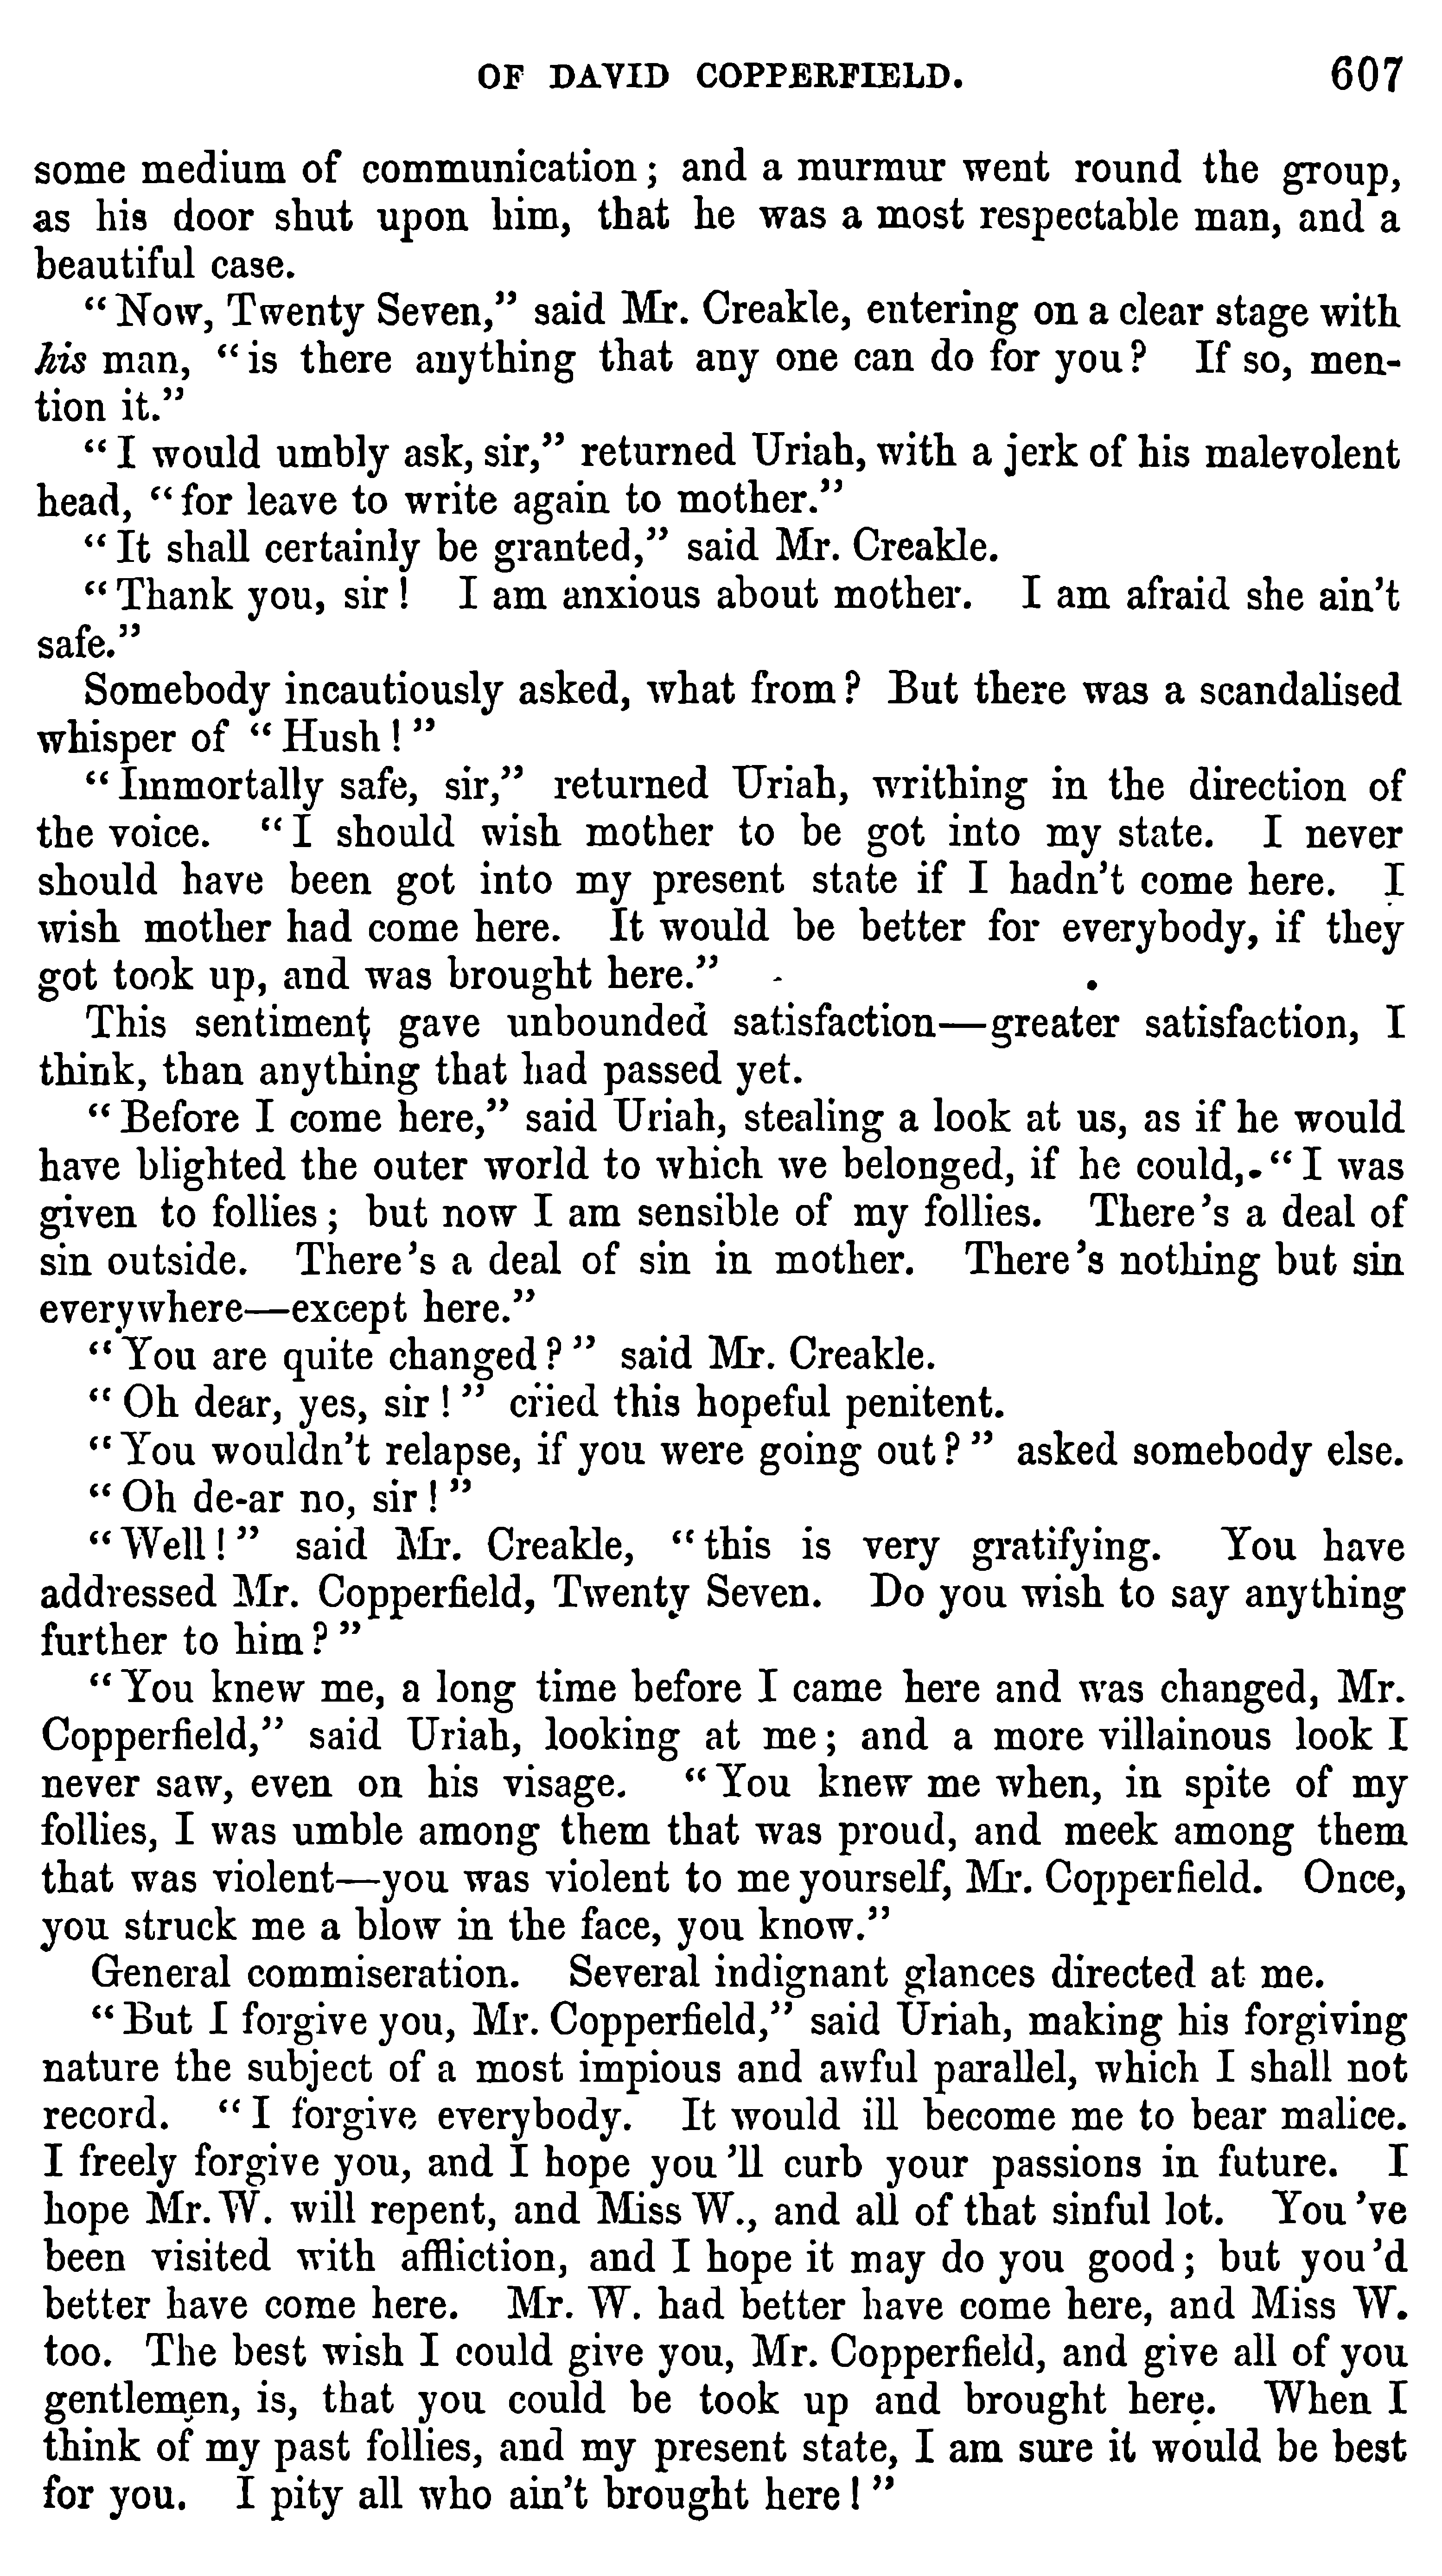 OF DAVID COPPERFIELD. 607
some medium of communication; and a murmur went round the group,
as his door shut upon him, that he was a most respectable man, and a
beautiful case.
“Now, Twenty Seven,” said Mr. Creakle, entering on a clear stage with
his man, “is there anything that any one can do for you? If so, men-
tion it.”
“I would umbly ask, sir,” returned Uriah, with a jerk of his malevolent
head, “for leave to write again to mother.”
“It shall certainly be granted,” said Mr. Creakle.
“Thank you, sir! I am anxious about mother. I am afraid she ain't
safe.”
Somebody incautiously asked, what from? But there was a scandalised
whisper of “Hush!”
“Immortally safe, sir,” returned Uriah, writhing in the direction of
the voice. “I should wish mother to be got into my state. I never
should have been got into my present state if I hadn't come here. I
wish mother had come here. It would be better for everybody, if they
got took up, and was brought here.”
This sentiment gave unbounded satisfaction—greater satisfaction, I
think, than anything that had passed yet.
“Before I come here,” said Uriah, stealing a look at us, as if he would
have blighted the outer world to which we belonged, if he could, “I was
given to follies; but now I am sensible of my follies. There's a deal of
sin outside. There's a deal of sin in mother. There's nothing but sin
everywhere—except here.”
“You are quite changed?” said Mr. Creakle.
“Oh dear, yes, sir!” cried this hopeful penitent.
“You wouldn't relapse, if you were going out?” asked somebody else.
“Oh de-ar no, sir!”
“Well!” said Mr. Creakle, “this is very gratifying. You have
addressed Mr. Copperfield, Twenty Seven. Do you wish to say anything
further to him?”
“You knew me, a long time before I came here and was changed, Mr.
Copperfield,” said Uriah, looking at me; and a more villainous look I
never saw, even on his visage. “You knew me when, in spite of my
follies, I was umble among them that was proud, and meek among them
that was violent—you was violent to me yourself, Mr. Copperfield. Once,
you struck me a blow in the face, you know.”
General commiseration. Several indignant glances directed at me.
“But I forgive you, Mr. Copperfield,” said Uriah, making his forgiving
nature the subject of a most impious and awful parallel, which I shall not
record. “I forgive everybody. It would ill become me to bear malice.
I freely forgive you, and I hope you'll curb your passions in future. I
hope Mr. W. will repent, and Miss W., and all of that sinful lot. You've
been visited with affliction, and I hope it may do you good; but you'd
better have come here. Mr. W. had better have come here, and Miss W.
too. The best wish I could give you, Mr. Copperfield, and give all of you
gentlemen, is, that you could be took up and brought here. When I
think of my past follies, and my present state, I am sure it would be best
for you. I pity all who ain't brought here!”